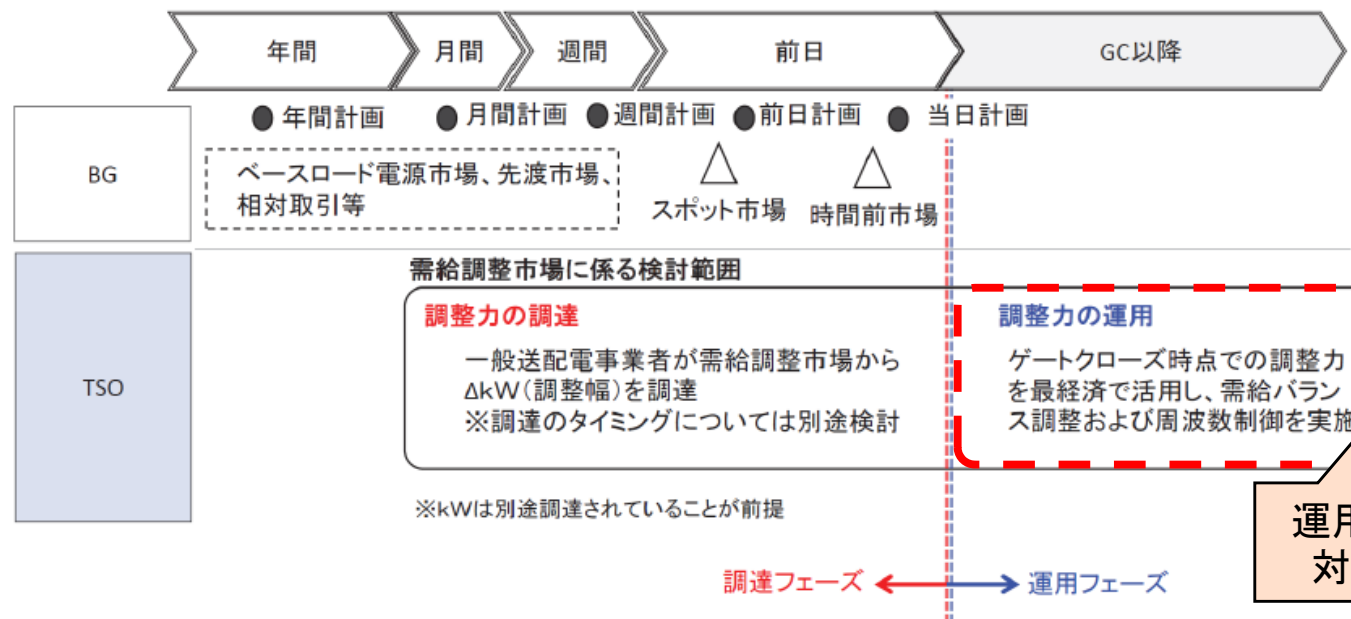 年間
月間
週間
前日
GC以降
BG
年間計画
月間計画
週間計画
前日計画
当日計画
ベースロード電源市場、先渡市場、
相対取引等
スポット市場
時間前市場
TSO
需給調整市場に係る検討範囲
調整力の調達
一般送配電事業者が需給調整市場から
ΔkW(調整幅)を調達
※調達のタイミングについては別途検討
調整力の運用
ゲートクローズ時点での調整力
を最経済で活用し、需給バラン
ス調整および周波数制御を実施
※kWは別途調達されていることが前提
運用
対
調達フェーズ
運用フェーズ